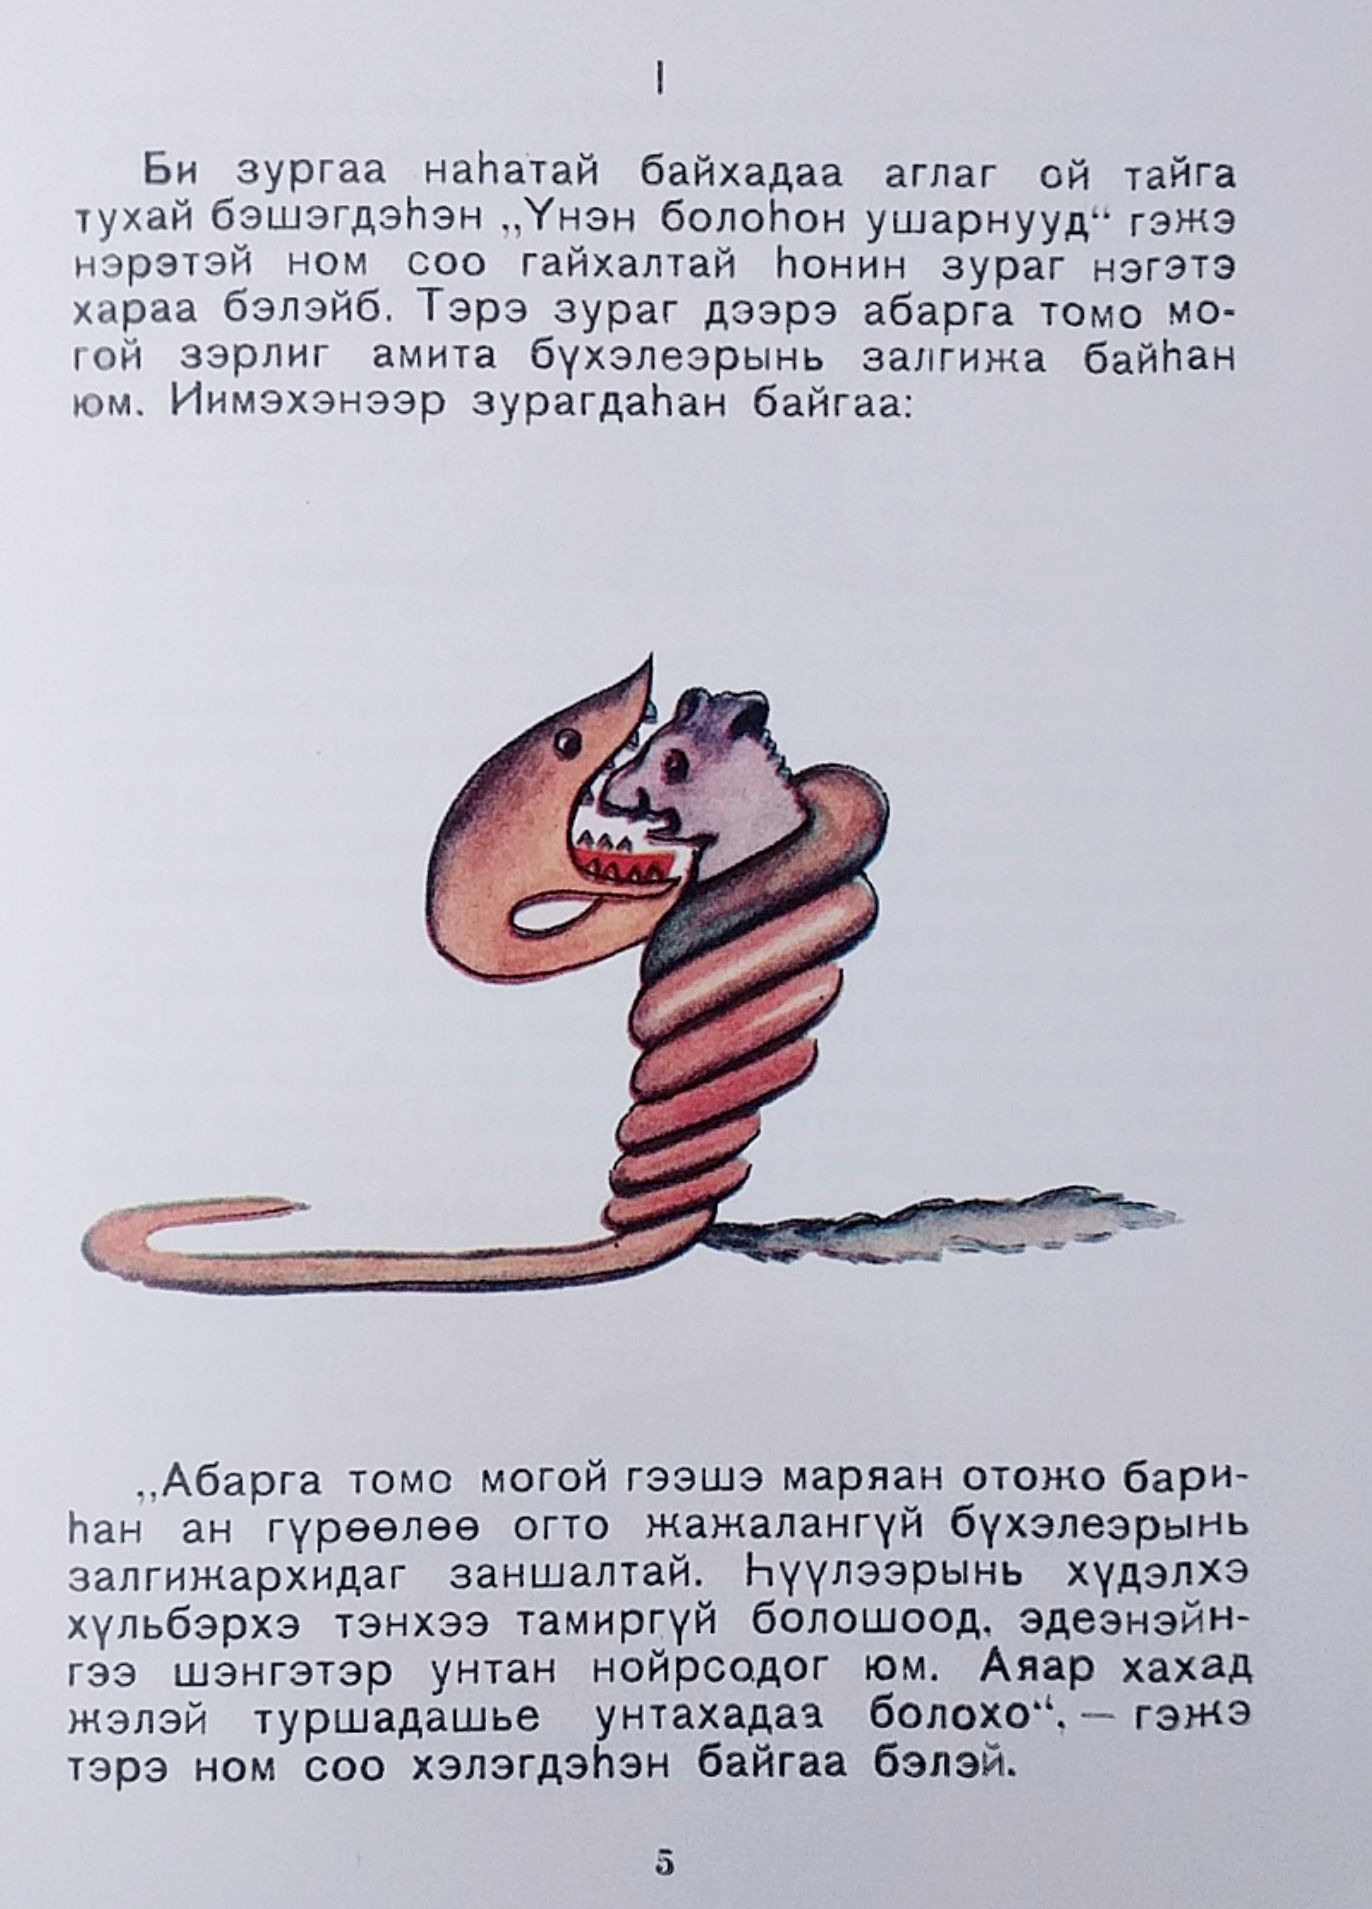 I
Би зургаа наһатай байхадаа аглаг ой тайга
тухай бэшэгдэһэн „Үнэн болоһон ушарнууд“ гэжэ
нэрэтэй ном соо гайхалтай һонин зураг нэгэтэ
хараа бэлэйб. Тэрэ зураг дээрэ абарга томо мо-
гой зэрлиг амита бүхэлеэрынь залгижа байһан
юм. Иимэхэнээр зурагдаһан байгаа:
„Абарга томо могой гээшэ маряан отожо бари-
һан ан гүрөөлөө огто жажалангүй бүхэлеэрынь
залгижархидаг заншалтай. Һүүлээрынь хүдэлхэ
хүльбэрхэ тэнхээ тамиргүй болошоод, эдеэнэйн-
гээ шэнгэтэр унтан нойрсодог юм. Аяар хахад
жэлэй туршадашье унтахадаа болохо“, — гэжэ
тэрэ ном соо хэлэгдэһэн байгаа бэлэй.
5